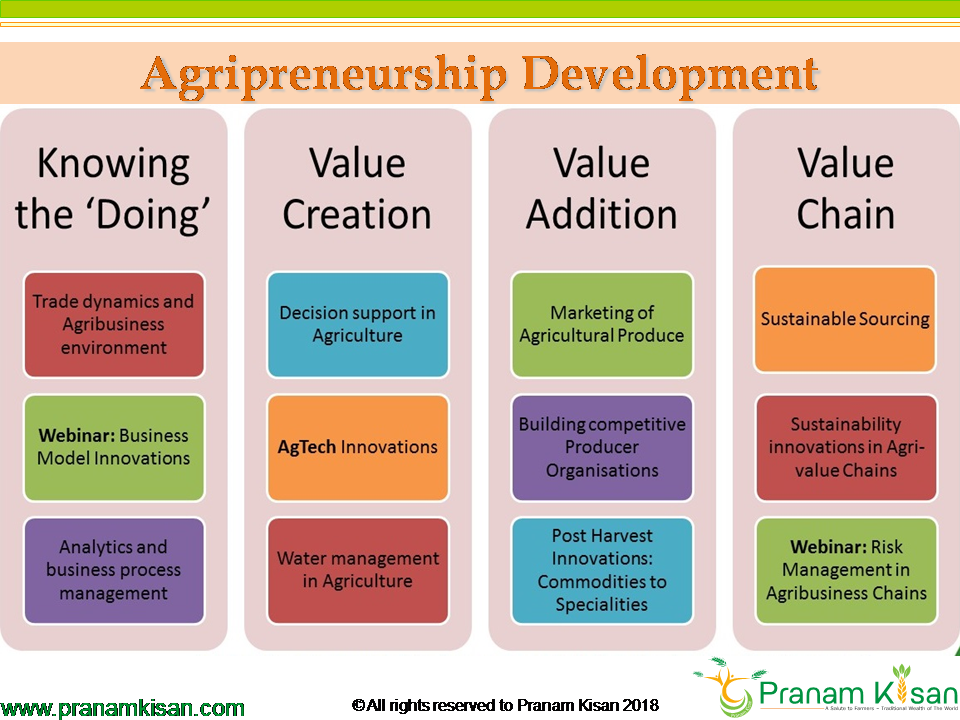 Agripreneurship Development
Knowing
the ‘Doing’
Trade dynamics and
Agribusiness
environment
Webinar: Business
Model Innovations
Analytics and
business process
management
Value
Creation
Decision support in
Agriculture
AgTech Innovations
Water management
in Agriculture
Value
Addition
Marketing of
Agricultural Produce
Building competitive
Producer
Organisations
Post Harvest
Innovations:
Commodities to
Specialities
Value
Chain
Sustainable Sourcing
Sustainability
innovations in Agri-
value Chains
Webinar: Risk
Management in
Agribusiness Chains
www.pranamkisan.com
©All rights reserved to Pranam Kisan 2018
Pranam Kisan
A Salute to Farmers - Traditional Wealth of The World